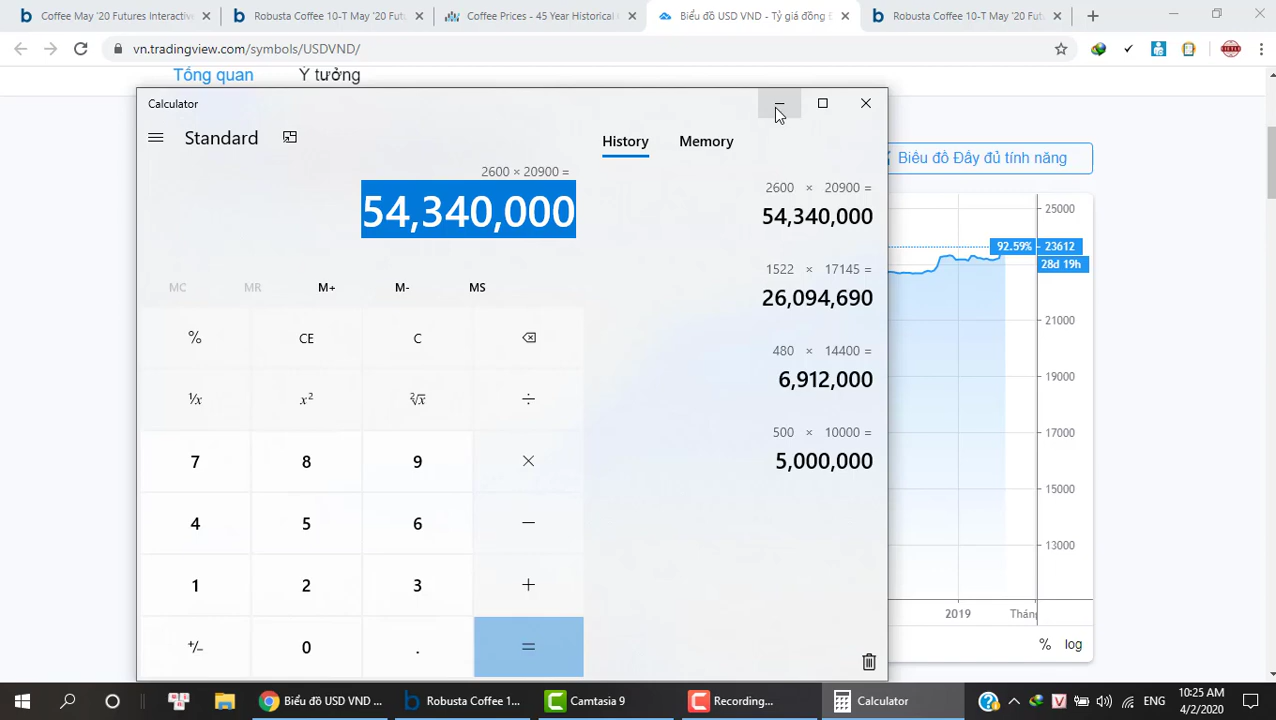 Coffee May '20 Futures Interactive
Robusta Coffee 10-T May '20 Futu
Coffee Prices - 45 Year Historical
Biểu đồ USD VND - Tỷ giá đồng
Robusta Coffee 10-T May '20 Fut
vn.tradingview.com/symbols/USDVND/
Tổng quan
Ý tưởng
Calculator
Standard
History
Memory
Biểu đồ Đầy đủ tính năng
2600 × 20900 =
54,340,000
MC
MR
M+
M-
MS
%
CE
C
⅟x
x²
²√x
÷
7
8
9
×
4
5
6
−
1
2
3
+
+/−
0
.
=
2600 × 20900 =
54,340,000
1522 × 17145 =
26,094,690
480 × 14400 =
6,912,000
500 × 10000 =
5,000,000
25000
92.59%
23612
28d 19h
21000
19000
17000
15000
13000
2019
Thán
%
log
Biểu đồ USD VND ...
Robusta Coffee 1...
Camtasia 9
Recording...
Calculator
ENG
10:25 AM
4/2/2020